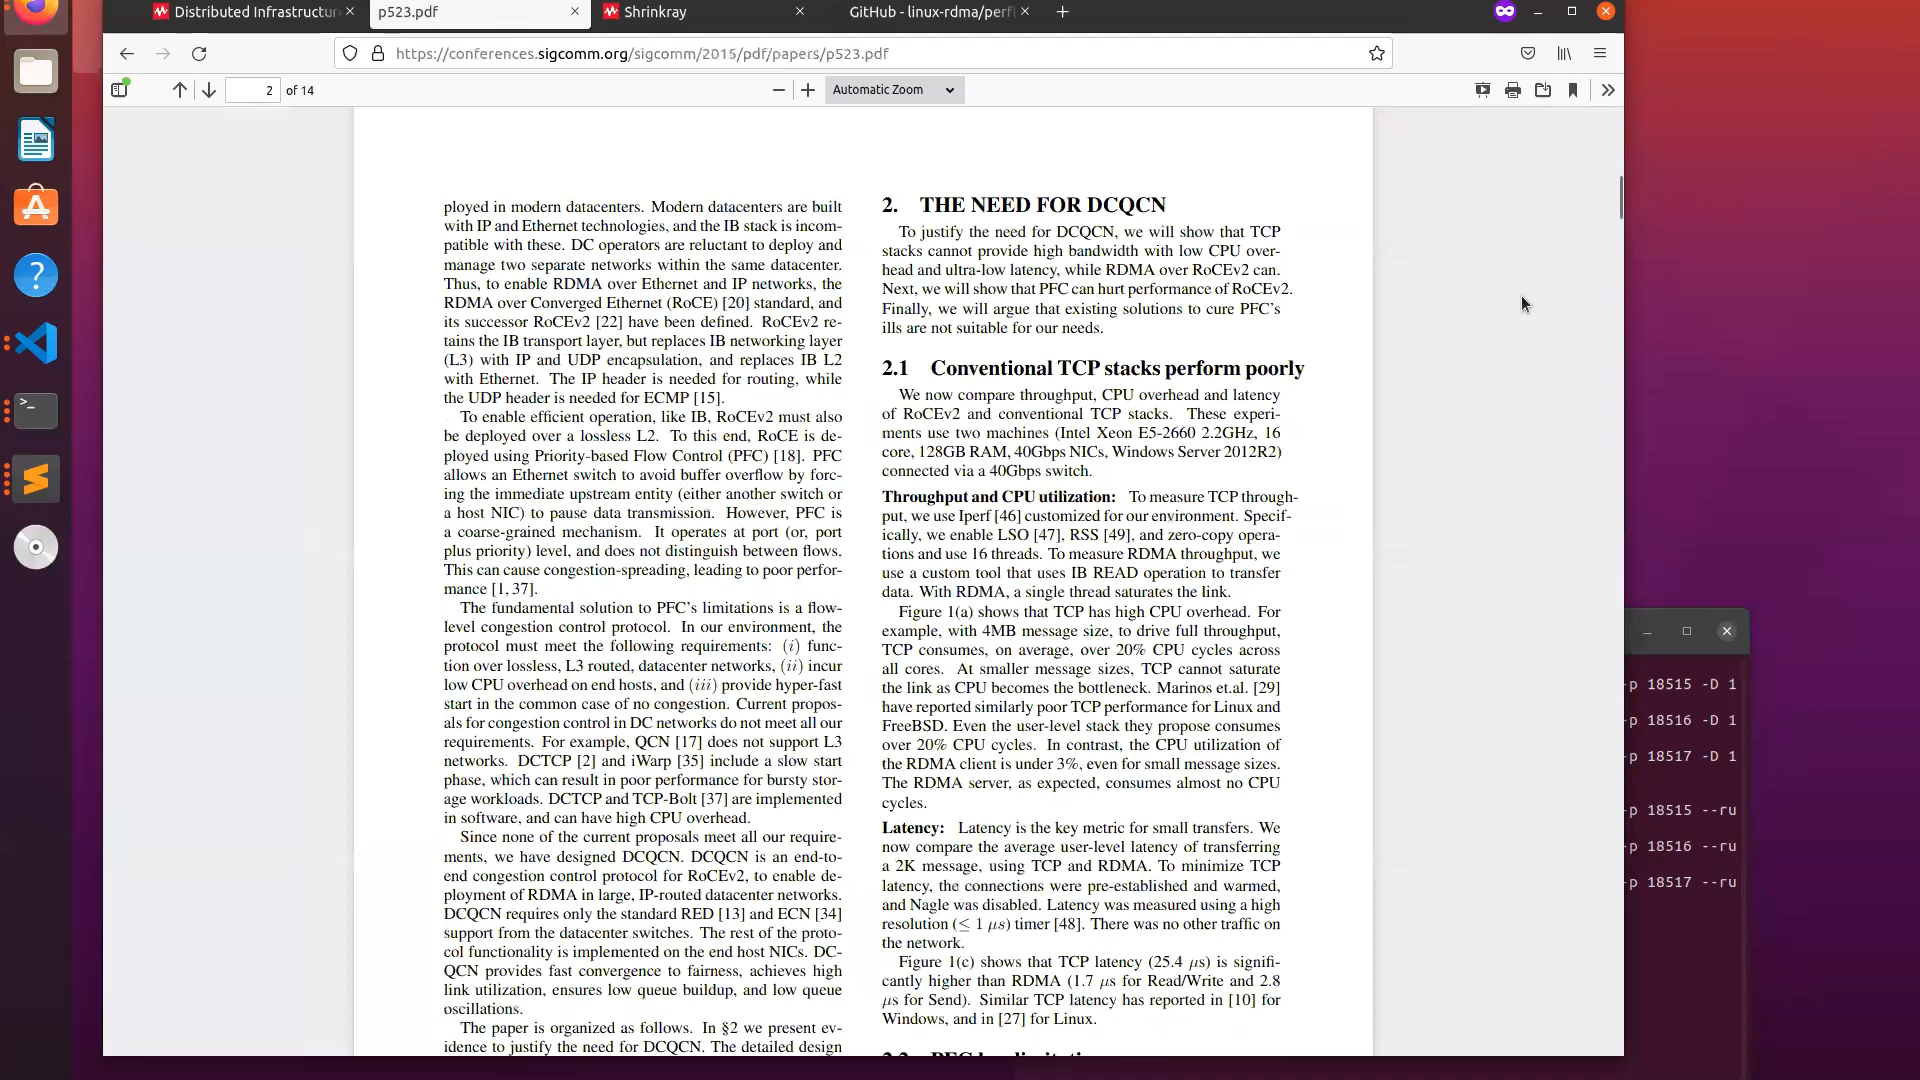 Distributed Infrastructur
p523.pdf
Shrinkray
GitHub - linux-rdma/perf
https://conferences.sigcomm.org/sigcomm/2015/pdf/papers/p523.pdf
2 of 14
Automatic Zoom
ployed in modern datacenters. Modern datacenters are built
with IP and Ethernet technologies, and the IB stack is incom-
patible with these. DC operators are reluctant to deploy and
manage two separate networks within the same datacenter.
Thus, to enable RDMA over Ethernet and IP networks, the
RDMA over Converged Ethernet (RoCE) [20] standard, and
its successor RoCEv2 [22] have been defined. RoCEv2 re-
tains the IB transport layer, but replaces IB networking layer
(L3) with IP and UDP encapsulation, and replaces IB L2
with Ethernet. The IP header is needed for routing, while
the UDP header is needed for ECMP [15].
To enable efficient operation, like IB, RoCEv2 must also
be deployed over a lossless L2. To this end, RoCE is de-
ployed using Priority-based Flow Control (PFC) [18]. PFC
allows an Ethernet switch to avoid buffer overflow by forc-
ing the immediate upstream entity (either another switch or
a host NIC) to pause data transmission. However, PFC is
a coarse-grained mechanism. It operates at port (or, port
plus priority) level, and does not distinguish between flows.
This can cause congestion-spreading, leading to poor perfor-
mance [1, 37].
The fundamental solution to PFC's limitations is a flow-
level congestion control protocol. In our environment, the
protocol must meet the following requirements: (i) func-
tion over lossless, L3 routed, datacenter networks, (ii) incur
low CPU overhead on end hosts, and (iii) provide hyper-fast
start in the common case of no congestion. Current propos-
als for congestion control in DC networks do not meet all our
requirements. For example, QCN [17] does not support L3
networks. DCTCP [2] and iWarp [35] include a slow start
phase, which can result in poor performance for bursty stor-
age workloads. DCTCP and TCP-Bolt [37] are implemented
in software, and can have high CPU overhead.
Since none of the current proposals meet all our require-
ments, we have designed DCQCN. DCQCN is an end-to-
end congestion control protocol for RoCEv2, to enable de-
ployment of RDMA in large, IP-routed datacenter networks.
DCQCN requires only the standard RED [13] and ECN [34]
support from the datacenter switches. The rest of the proto-
col functionality is implemented on the end host NICs. DC-
QCN provides fast convergence to fairness, achieves high
link utilization, ensures low queue buildup, and low queue
oscillations.
The paper is organized as follows. In §2 we present ev-
idence to justify the need for DCQCN. The detailed design
2. THE NEED FOR DCQCN
To justify the need for DCQCN, we will show that TCP
stacks cannot provide high bandwidth with low CPU over-
head and ultra-low latency, while RDMA over RoCEv2 can.
Next, we will show that PFC can hurt performance of RoCEv2.
Finally, we will argue that existing solutions to cure PFC's
ills are not suitable for our needs.
2.1 Conventional TCP stacks perform poorly
We now compare throughput, CPU overhead and latency
of RoCEv2 and conventional TCP stacks. These experi-
ments use two machines (Intel Xeon E5-2660 2.2GHz, 16
core, 128GB RAM, 40Gbps NICs, Windows Server 2012R2)
connected via a 40Gbps switch.
Throughput and CPU utilization: To measure TCP through-
put, we use Iperf [46] customized for our environment. Specif-
ically, we enable LSO [47], RSS [49], and zero-copy opera-
tions and use 16 threads. To measure RDMA throughput, we
use a custom tool that uses IB READ operation to transfer
data. With RDMA, a single thread saturates the link.
Figure 1(a) shows that TCP has high CPU overhead. For
example, with 4MB message size, to drive full throughput,
TCP consumes, on average, over 20% CPU cycles across
all cores. At smaller message sizes, TCP cannot saturate
the link as CPU becomes the bottleneck. Marinos et.al. [29]
have reported similarly poor TCP performance for Linux and
FreeBSD. Even the user-level stack they propose consumes
over 20% CPU cycles. In contrast, the CPU utilization of
the RDMA client is under 3%, even for small message sizes.
The RDMA server, as expected, consumes almost no CPU
cycles.
Latency: Latency is the key metric for small transfers. We
now compare the average user-level latency of transferring
a 2K message, using TCP and RDMA. To minimize TCP
latency, the connections were pre-established and warmed,
and Nagle was disabled. Latency was measured using a high
resolution (≤ 1 μs) timer [48]. There was no other traffic on
the network.
Figure 1(c) shows that TCP latency (25.4 μs) is signifi-
cantly higher than RDMA (1.7 μs for Read/Write and 2.8
μs for Send). Similar TCP latency has reported in [10] for
Windows, and in [27] for Linux.
-p 18515 -D 1
-p 18516 -D 1
-p 18517 -D 1
-p 18515 --ru
-p 18516 --ru
-p 18517 --ru